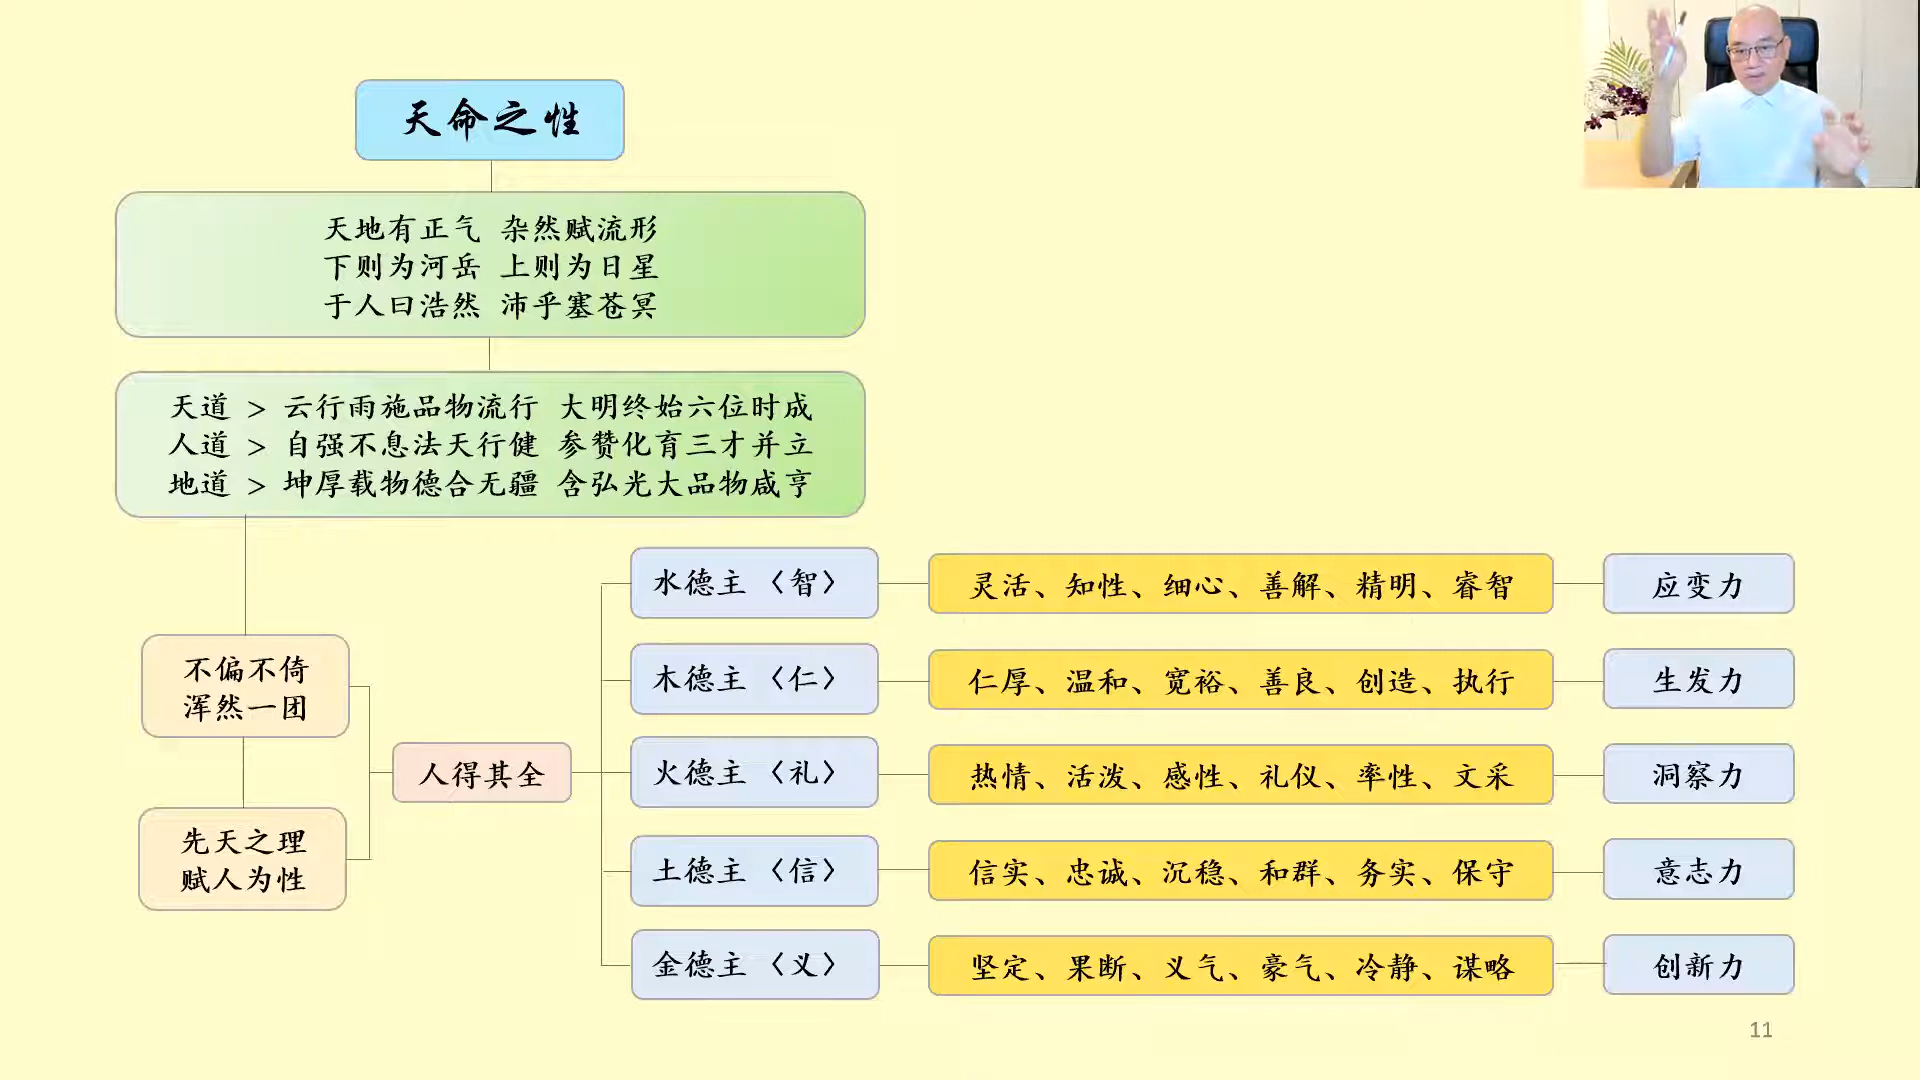 天命之性
天地有正气 杂然赋流形
下则为河岳 上则为日星
于人曰浩然 沛乎塞苍冥
天道 > 云行雨施品物流行 大明终始六位时成
人道 > 自强不息法天行健 参赞化育三才并立
地道 > 坤厚载物德合无疆 含弘光大品物咸亨
不偏不倚
浑然一团
先天之理
赋人为性
人得其全
水德主〈智〉
灵活、知性、细心、善解、精明、睿智
应变力
木德主〈仁〉
仁厚、温和、宽裕、善良、创造、执行
生发力
火德主〈礼〉
热情、活泼、感性、礼仪、率性、文采
洞察力
土德主〈信〉
信实、忠诚、沉稳、和群、务实、保守
意志力
金德主〈义〉
坚定、果断、义气、豪气、冷静、谋略
创新力
11